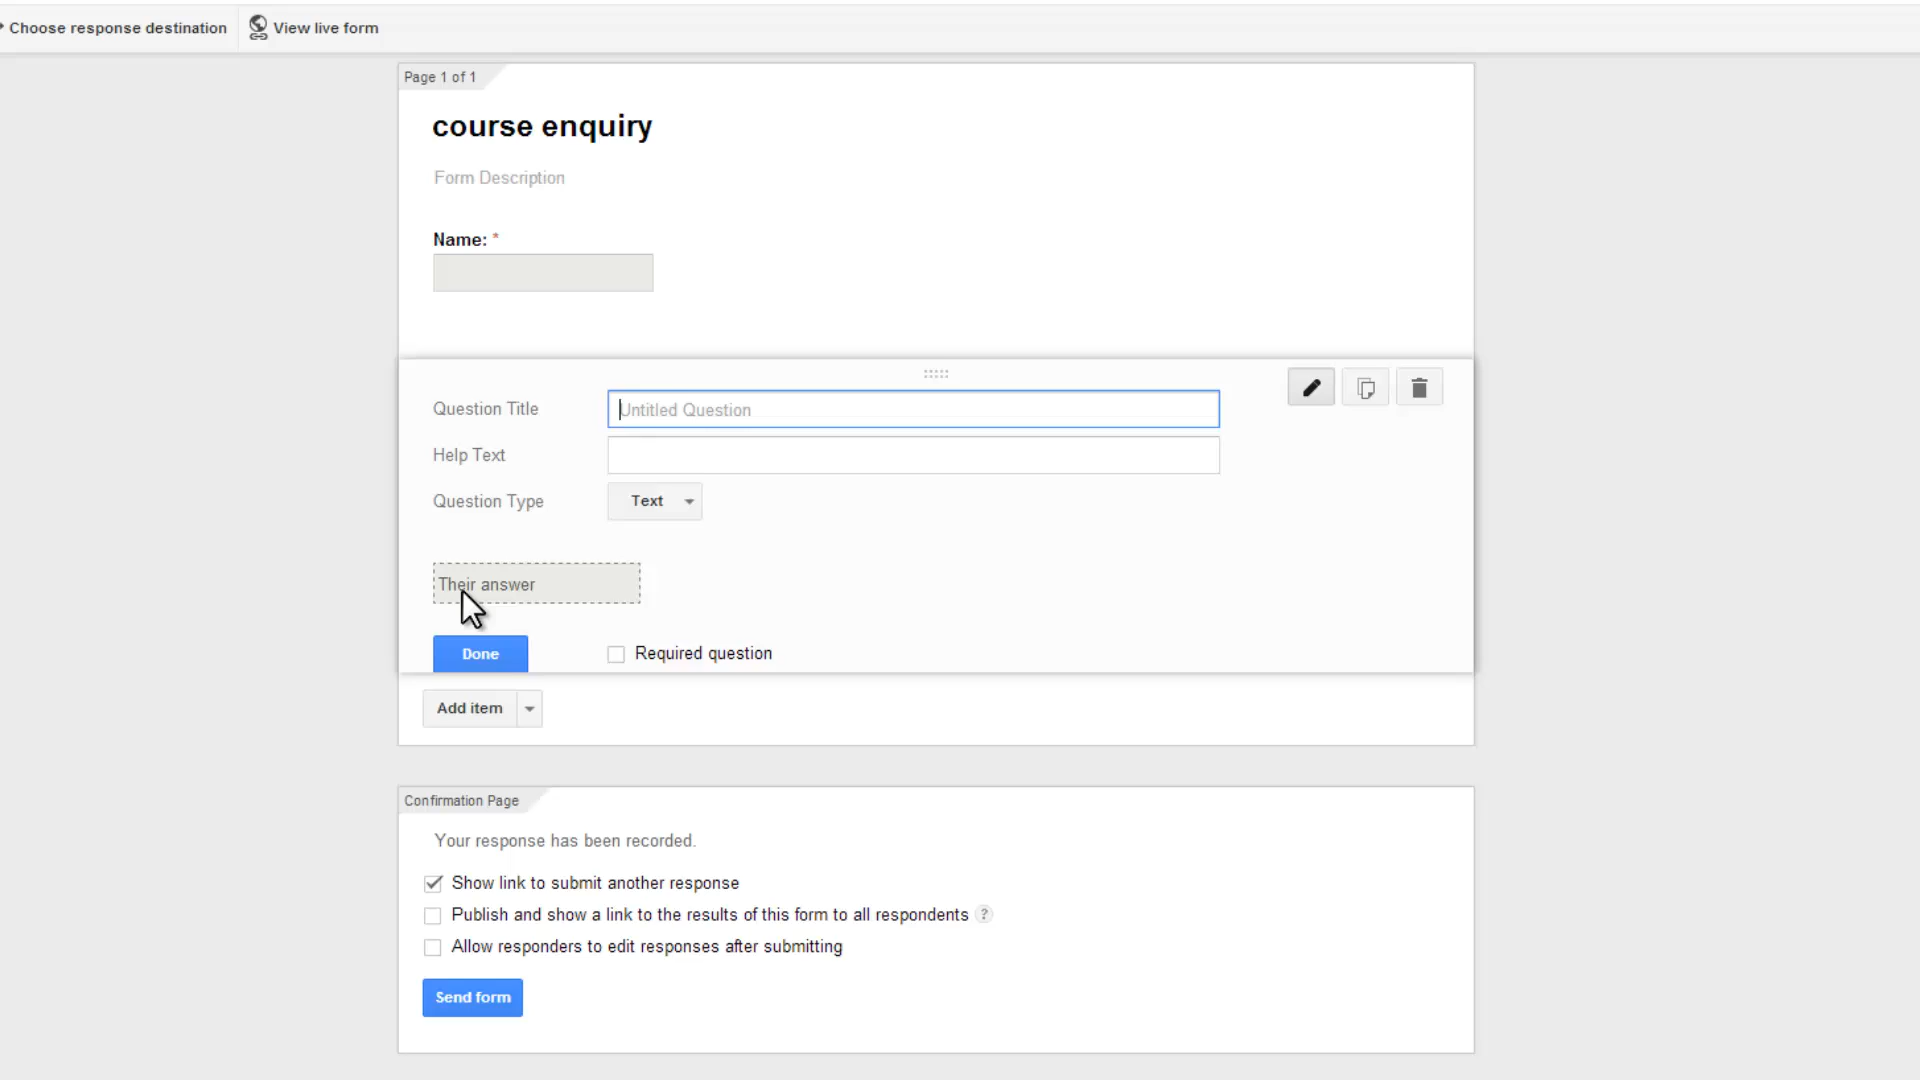 Choose response destination View live form
Page 1 of 1
course enquiry
Form Description
Name: *
Question Title Untitled Question
Help Text
Question Type Text
Their answer
Done Required question
Add item
Confirmation Page
Your response has been recorded.
Show link to submit another response
Publish and show a link to the results of this form to all respondents ?
Allow responders to edit responses after submitting
Send form